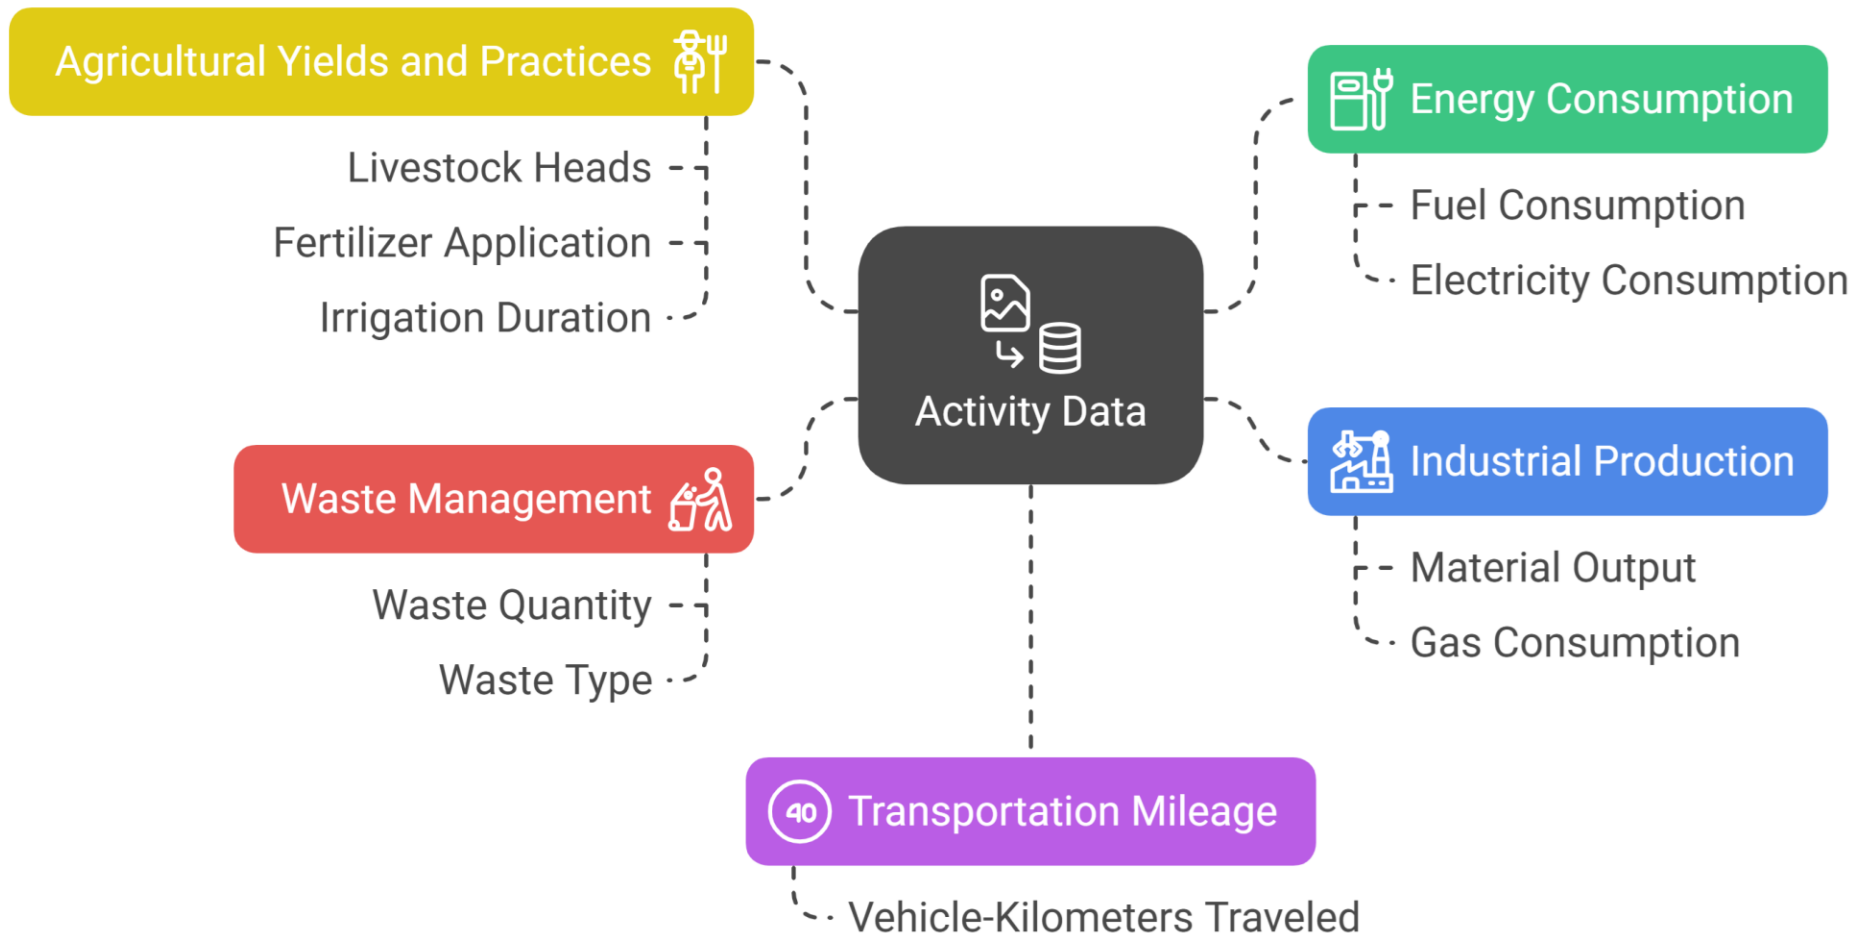 Agricultural Yields and Practices
Livestock Heads
Fertilizer Application
Irrigation Duration
Energy Consumption
Fuel Consumption
Electricity Consumption
Activity Data
Waste Management
Waste Quantity
Waste Type
Industrial Production
Material Output
Gas Consumption
40
Transportation Mileage
Vehicle-Kilometers Traveled